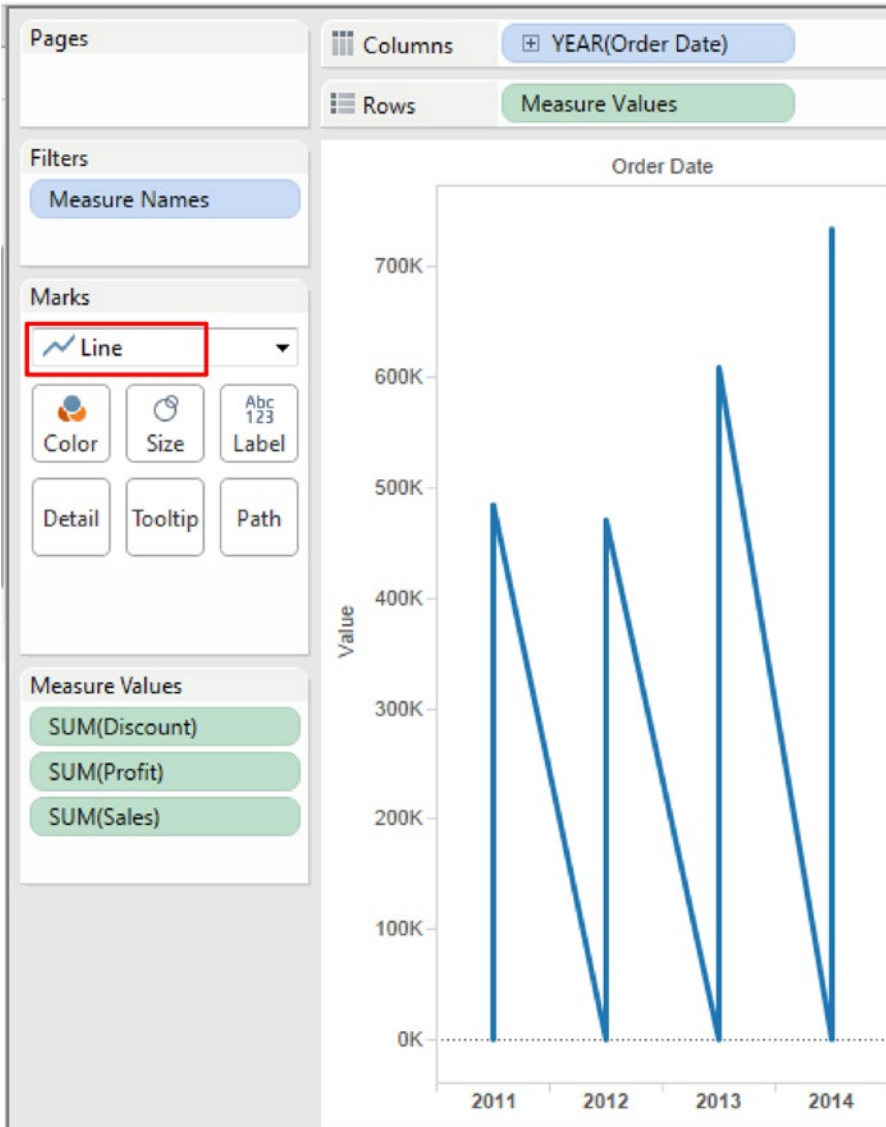 Pages
Columns
YEAR(Order Date)
Rows
Measure Values
Filters
Measure Names
Marks
Line
Color
Size
Abc
123
Label
Detail
Tooltip
Path
Measure Values
SUM(Discount)
SUM(Profit)
SUM(Sales)
Order Date
700K
600K
500K
400K
300K
200K
100K
0K
Value
2011
2012
2013
2014